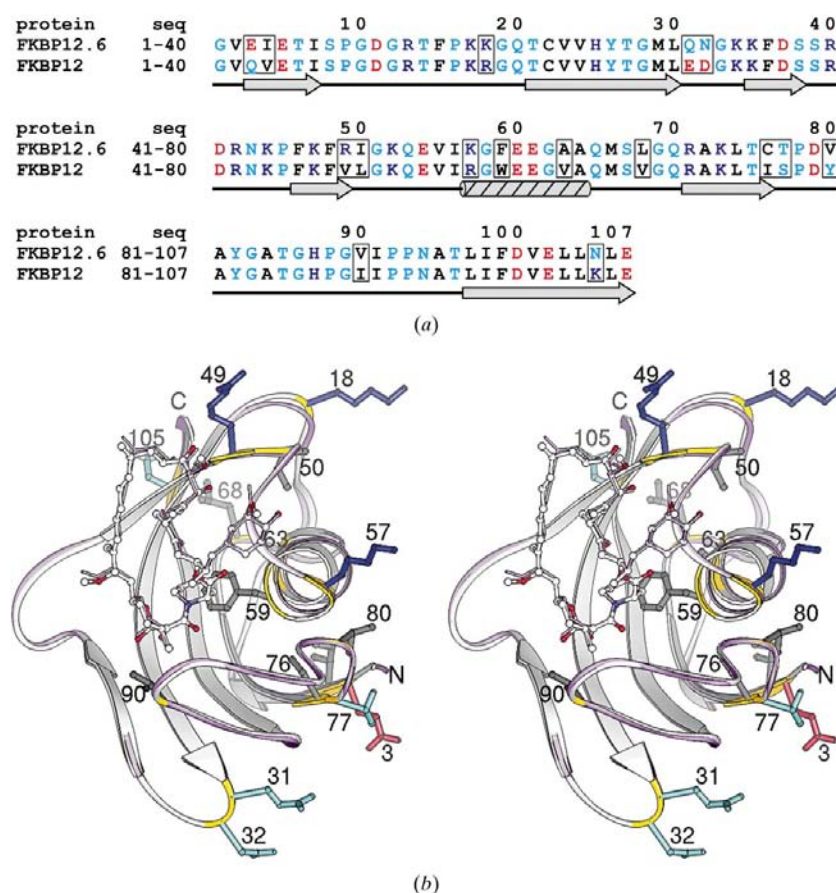 protein seq 10 20 30 40
FKBP12.6 1-40 GVEIETISPGDGRTFPKKGQTCVVHYTGMLQNGKKFDSSR
FKBP12 1-40 GVQVETISPGDGRTFPKRGQTCVVHYTGMLEDGKKFDSSR
protein seq 50 60 70 80
FKBP12.6 41-80 DRNKPFKFRIGKQEVIKGFEEGAAQMSLGQRAKLTCTPDV
FKBP12 41-80 DRNKPFKFVLGKQEVIRGWEEGVAQMSVGQRAKLTISPDY
protein seq 90 100 107
FKBP12.6 81-107 AYGATGHPGVIPPNATLIFDVELLNLE
FKBP12 81-107 AYGATGHPGIIPPNATLIFDVELLKLE
(a)
49 18 49 18
C C
105 50 105 50
68 68
63 57 63 57
59 59
80 80
76 N 76 N
90 90
77 77
3 3
31 31
32 32
(b)